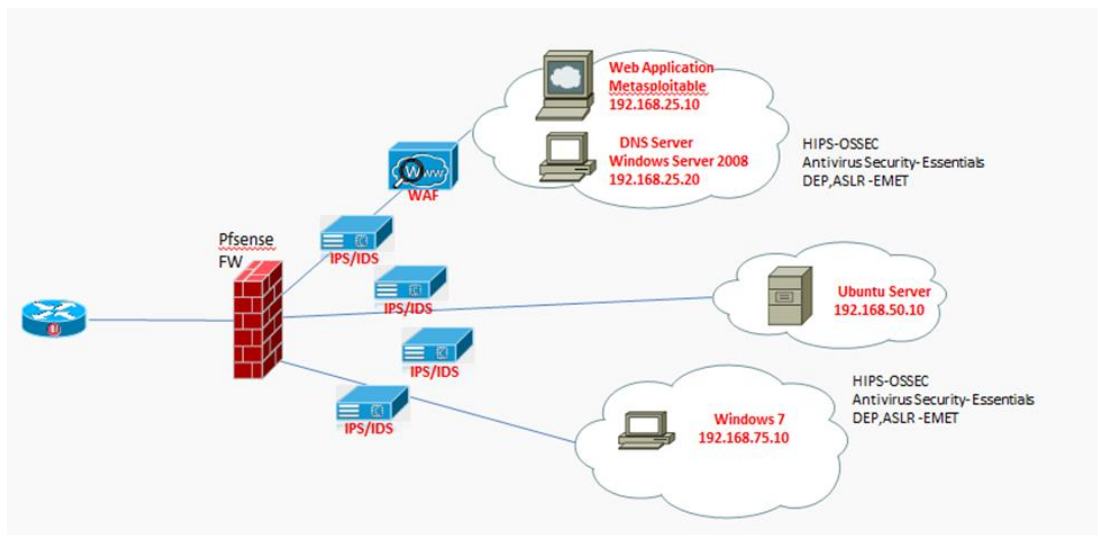 Web Application
Metasploitable
192.168.25.10
DNS Server
Windows Server 2008
192.168.25.20
HIPS-OSSEC
Antivirus Security-Essentials
DEP,ASLR -EMET
WWW
WAF
Pfsense
FW
IPS/IDS
IPS/IDS
Ubuntu Server
192.168.50.10
IPS/IDS
IPS/IDS
Windows 7
192.168.75.10
HIPS-OSSEC
Antivirus Security-Essentials
DEP,ASLR -EMET